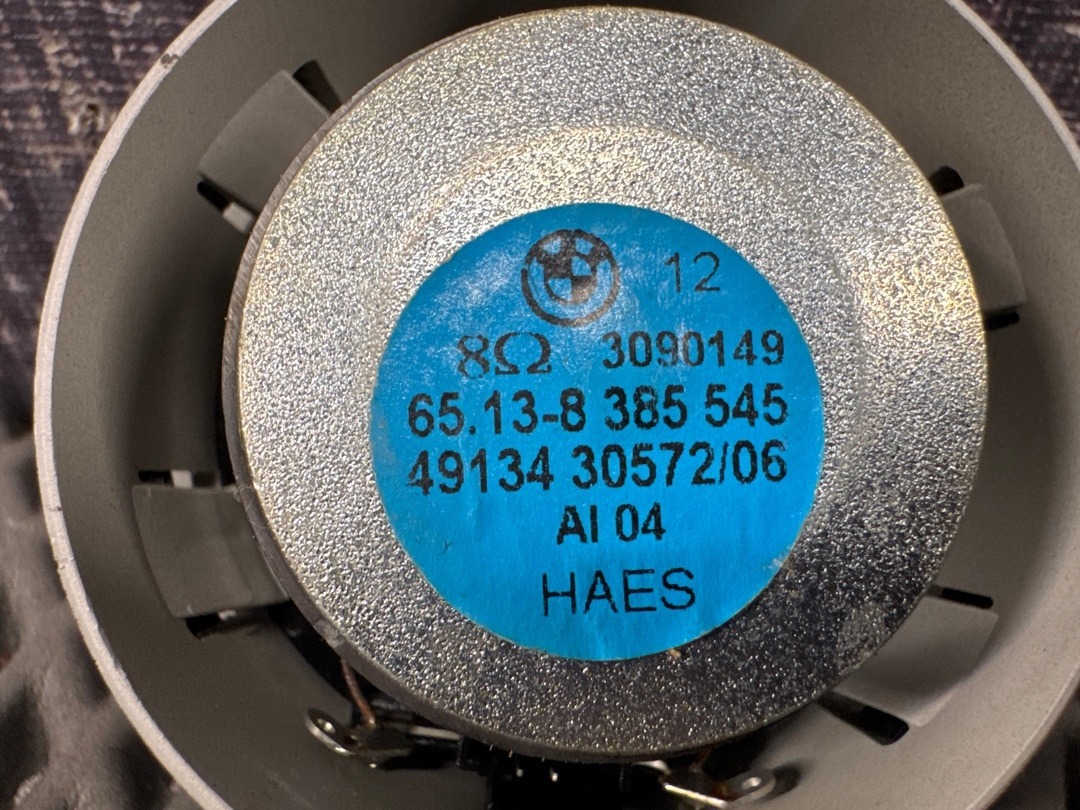 12
8Ω 3090149
65.13-8 385 545
49134 30572/06
AI 04
HAES